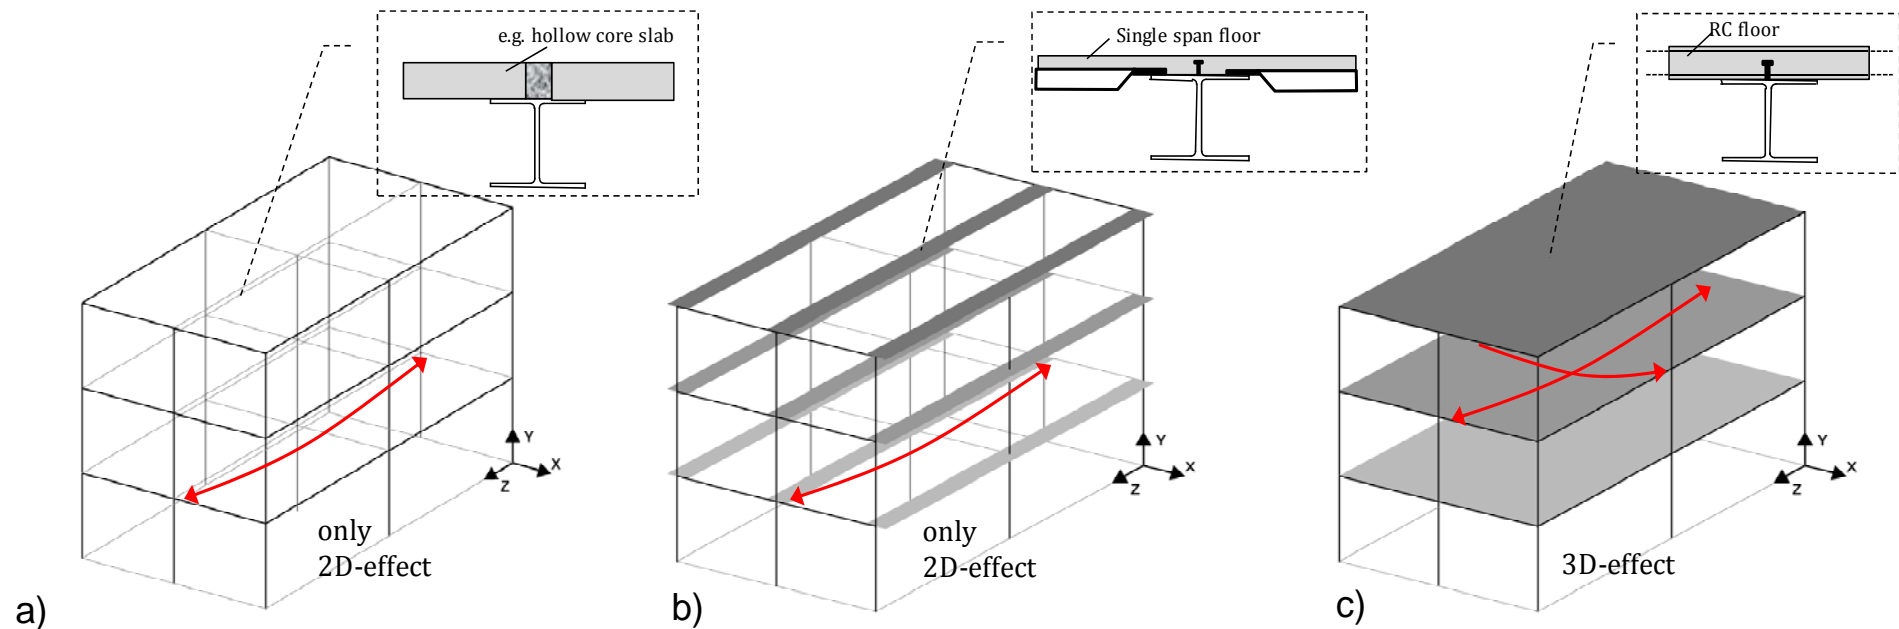 e.g. hollow core slab
Single span floor
RC floor
Y
X
Z
Y
X
Z
Y
X
Z
only
2D-effect
only
2D-effect
3D-effect
a)
b)
c)